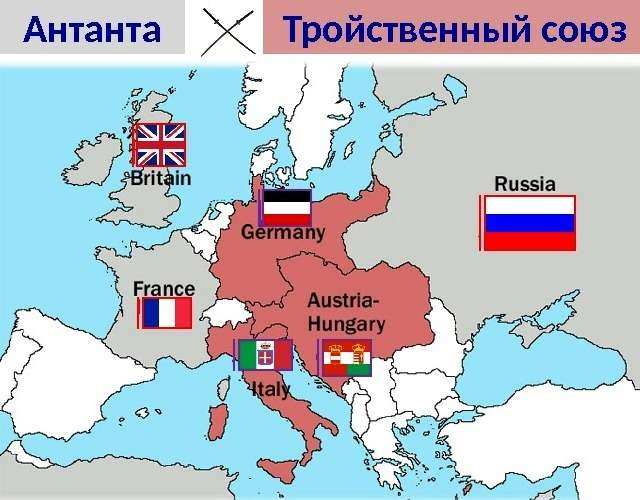 Антанта
Тройственный союз
Britain
Russia
Germany
France
Austria-
Hungary
Italy